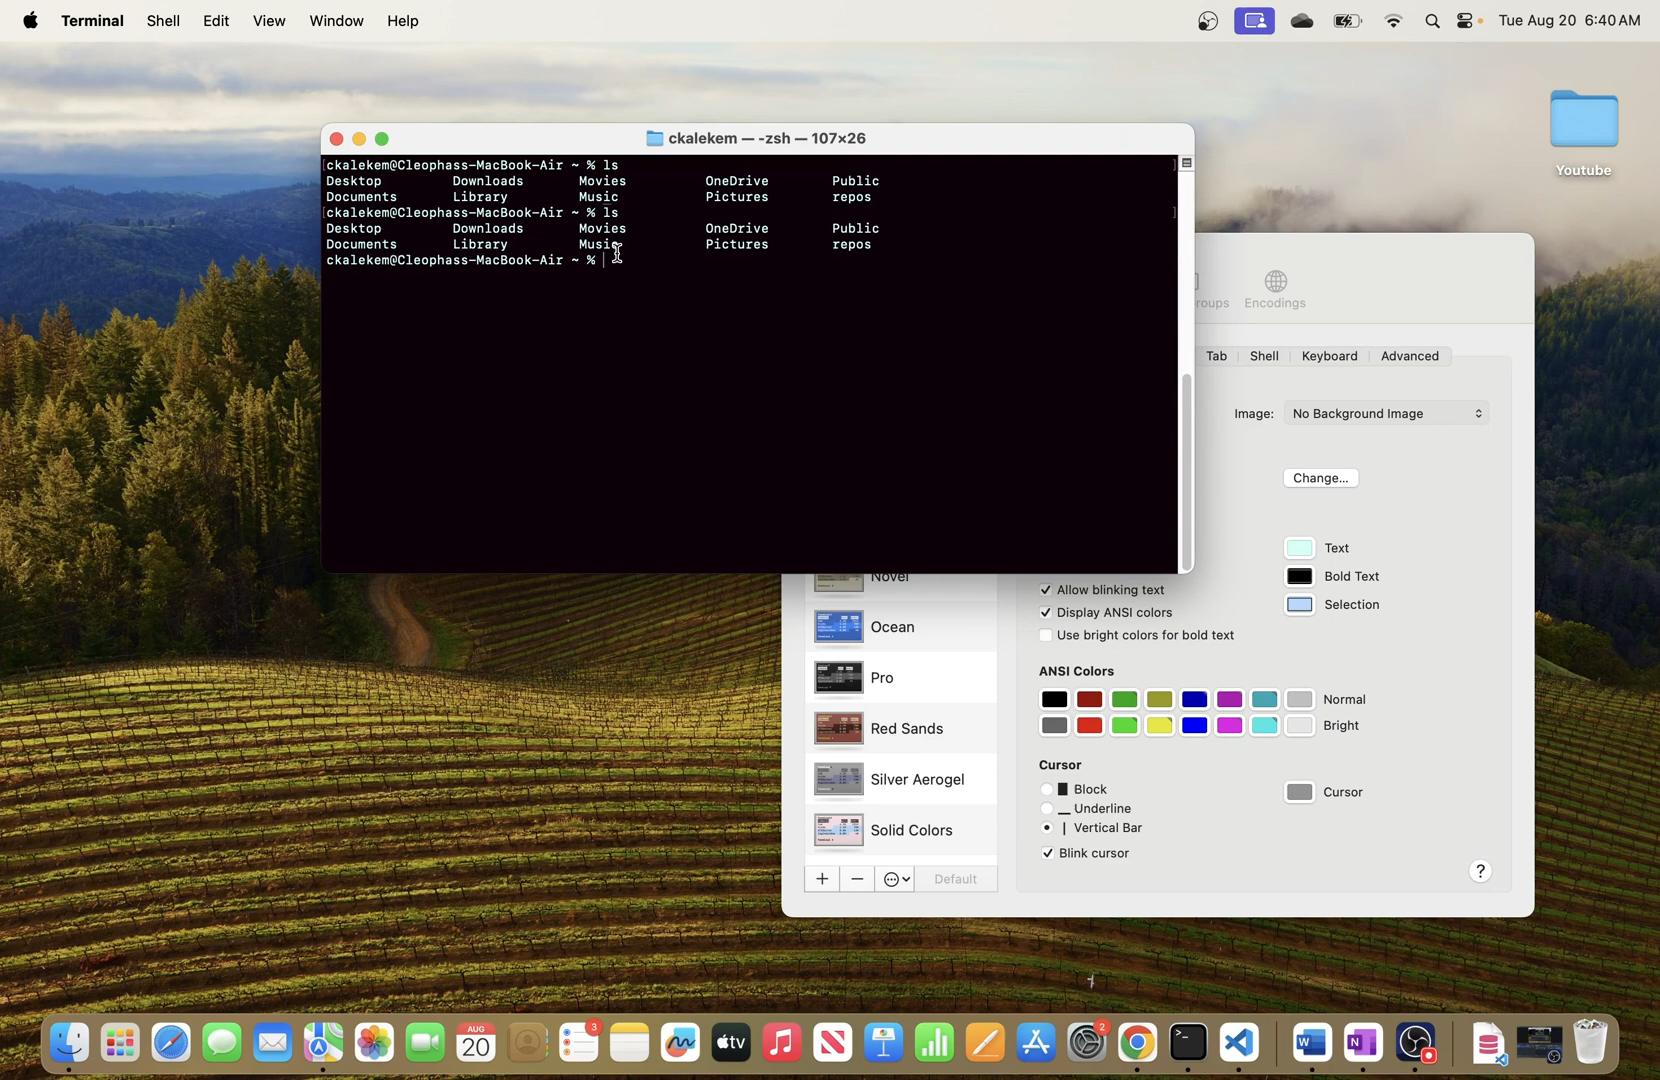 Terminal Shell Edit View Window Help Tue Aug 20 6:40 AM
Youtube
ckalekem — -zsh — 107×26
[ckalekem@Cleophass-MacBook-Air ~ % ls ]
Desktop Downloads Movies OneDrive Public
Documents Library Music Pictures repos
[ckalekem@Cleophass-MacBook-Air ~ % ls ]
Desktop Downloads Movies OneDrive Public
Documents Library Music Pictures repos
ckalekem@Cleophass-MacBook-Air ~ %
Encodings
Tab Shell Keyboard Advanced
Image: No Background Image
Change...
Text
Bold Text
Selection
Novel
Ocean
Pro
Red Sands
Silver Aerogel
Solid Colors
+ − Default
Allow blinking text
Display ANSI colors
Use bright colors for bold text
ANSI Colors
Normal
Bright
Cursor
Block
Underline
Vertical Bar
Blink cursor
Cursor
?
AUG
20
3
tv
2
>_
W
N